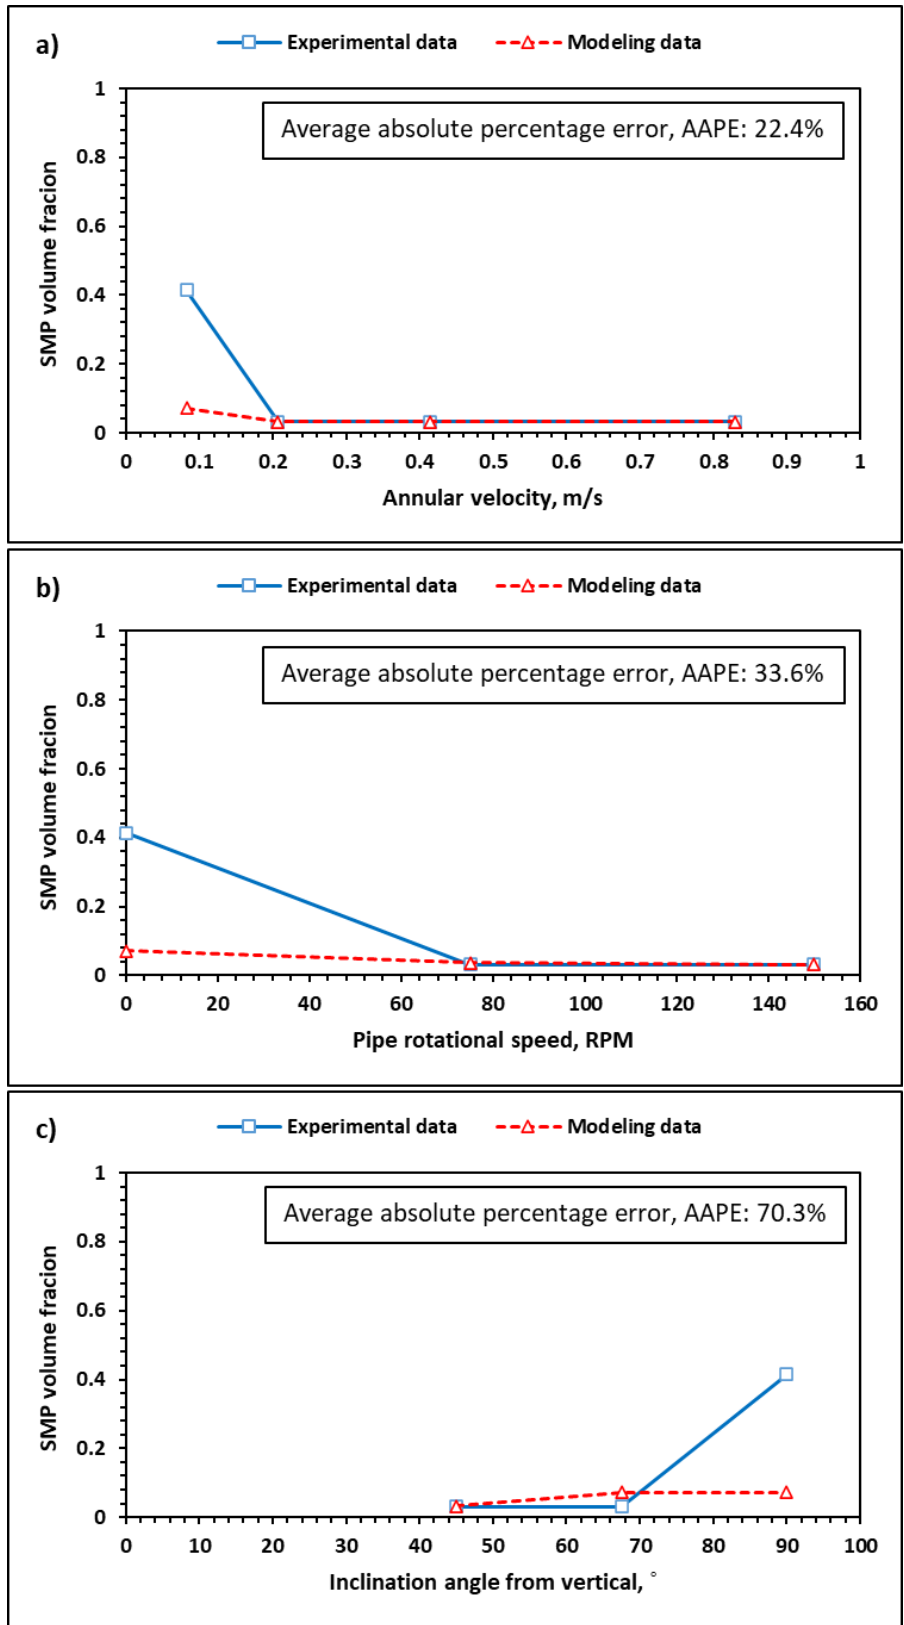 a)
Experimental data
Modeling data
Average absolute percentage error, AAPE: 22.4%
SMP volume fracion
1
0.8
0.6
0.4
0.2
0
0 0.1 0.2 0.3 0.4 0.5 0.6 0.7 0.8 0.9 1
Annular velocity, m/s
b)
Experimental data
Modeling data
Average absolute percentage error, AAPE: 33.6%
SMP volume fracion
1
0.8
0.6
0.4
0.2
0
0 20 40 60 80 100 120 140 160
Pipe rotational speed, RPM
c)
Experimental data
Modeling data
Average absolute percentage error, AAPE: 70.3%
SMP volume fracion
1
0.8
0.6
0.4
0.2
0
0 10 20 30 40 50 60 70 80 90 100
Inclination angle from vertical, °